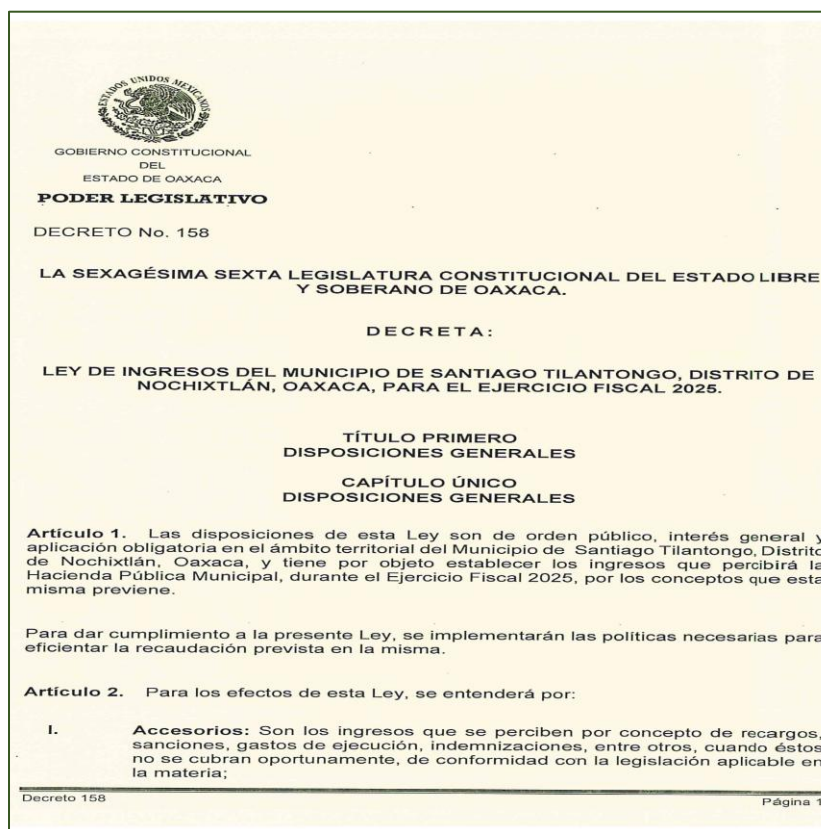 ESTADOS UNIDOS MEXICANOS
GOBIERNO CONSTITUCIONAL
DEL
ESTADO DE OAXACA
PODER LEGISLATIVO
DECRETO No. 158
LA SEXAGÉSIMA SEXTA LEGISLATURA CONSTITUCIONAL DEL ESTADO LIBRE
Y SOBERANO DE OAXACA.
DECRETA:
LEY DE INGRESOS DEL MUNICIPIO DE SANTIAGO TILANTONGO, DISTRITO DE
NOCHIXTLÁN, OAXACA, PARA EL EJERCICIO FISCAL 2025.
TÍTULO PRIMERO
DISPOSICIONES GENERALES
CAPÍTULO ÚNICO
DISPOSICIONES GENERALES
Artículo 1. Las disposiciones de esta Ley son de orden público, interés general y
aplicación obligatoria en el ámbito territorial del Municipio de Santiago Tilantongo, Distrito
de Nochixtlán, Oaxaca, y tiene por objeto establecer los ingresos que percibirá la
Hacienda Pública Municipal, durante el Ejercicio Fiscal 2025, por los conceptos que esta
misma previene.
Para dar cumplimiento a la presente Ley, se implementarán las políticas necesarias para
eficientar la recaudación prevista en la misma.
Artículo 2. Para los efectos de esta Ley, se entenderá por:
I. Accesorios: Son los ingresos que se perciben por concepto de recargos,
sanciones, gastos de ejecución, indemnizaciones, entre otros, cuando éstos
no se cubran oportunamente, de conformidad con la legislación aplicable en
la materia;
Decreto 158
Página 1